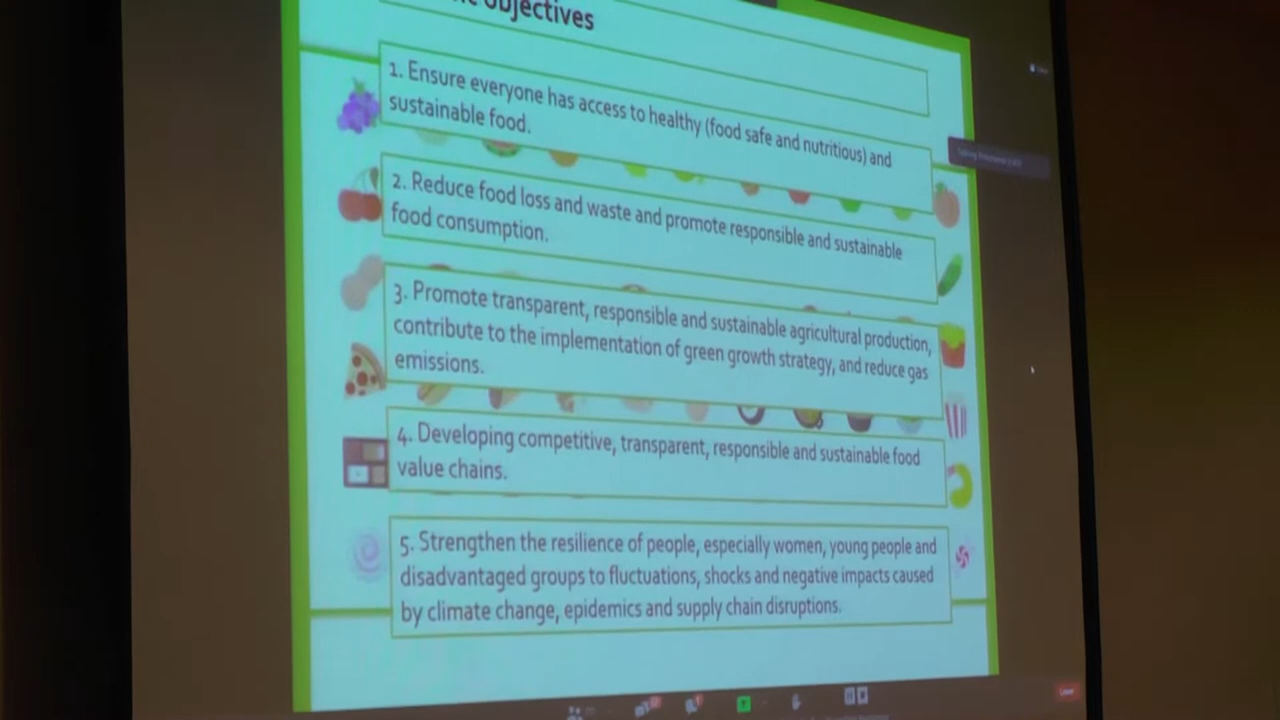 objectives
1. Ensure everyone has access to healthy (food safe and nutritious) and
sustainable food.
2. Reduce food loss and waste and promote responsible and sustainable
food consumption.
3. Promote transparent, responsible and sustainable agricultural production,
contribute to the implementation of green growth strategy, and reduce gas
emissions.
4. Developing competitive, transparent, responsible and sustainable food
value chains.
5. Strengthen the resilience of people, especially women, young people and
disadvantaged groups to fluctuations, shocks and negative impacts caused
by climate change, epidemics and supply chain disruptions.
Leave